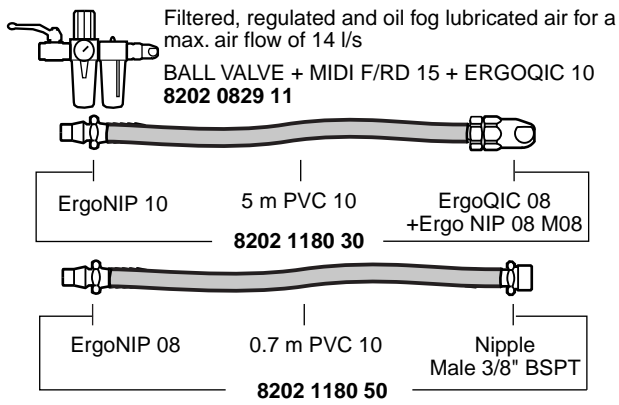 Filtered, regulated and oil fog lubricated air for a
max. air flow of 14 l/s
BALL VALVE + MIDI F/RD 15 + ERGOQIC 10
8202 0829 11
ErgoNIP 10
5 m PVC 10
ErgoQIC 08
+Ergo NIP 08 M08
8202 1180 30
ErgoNIP 08
0.7 m PVC 10
Nipple
Male 3/8" BSPT
8202 1180 50